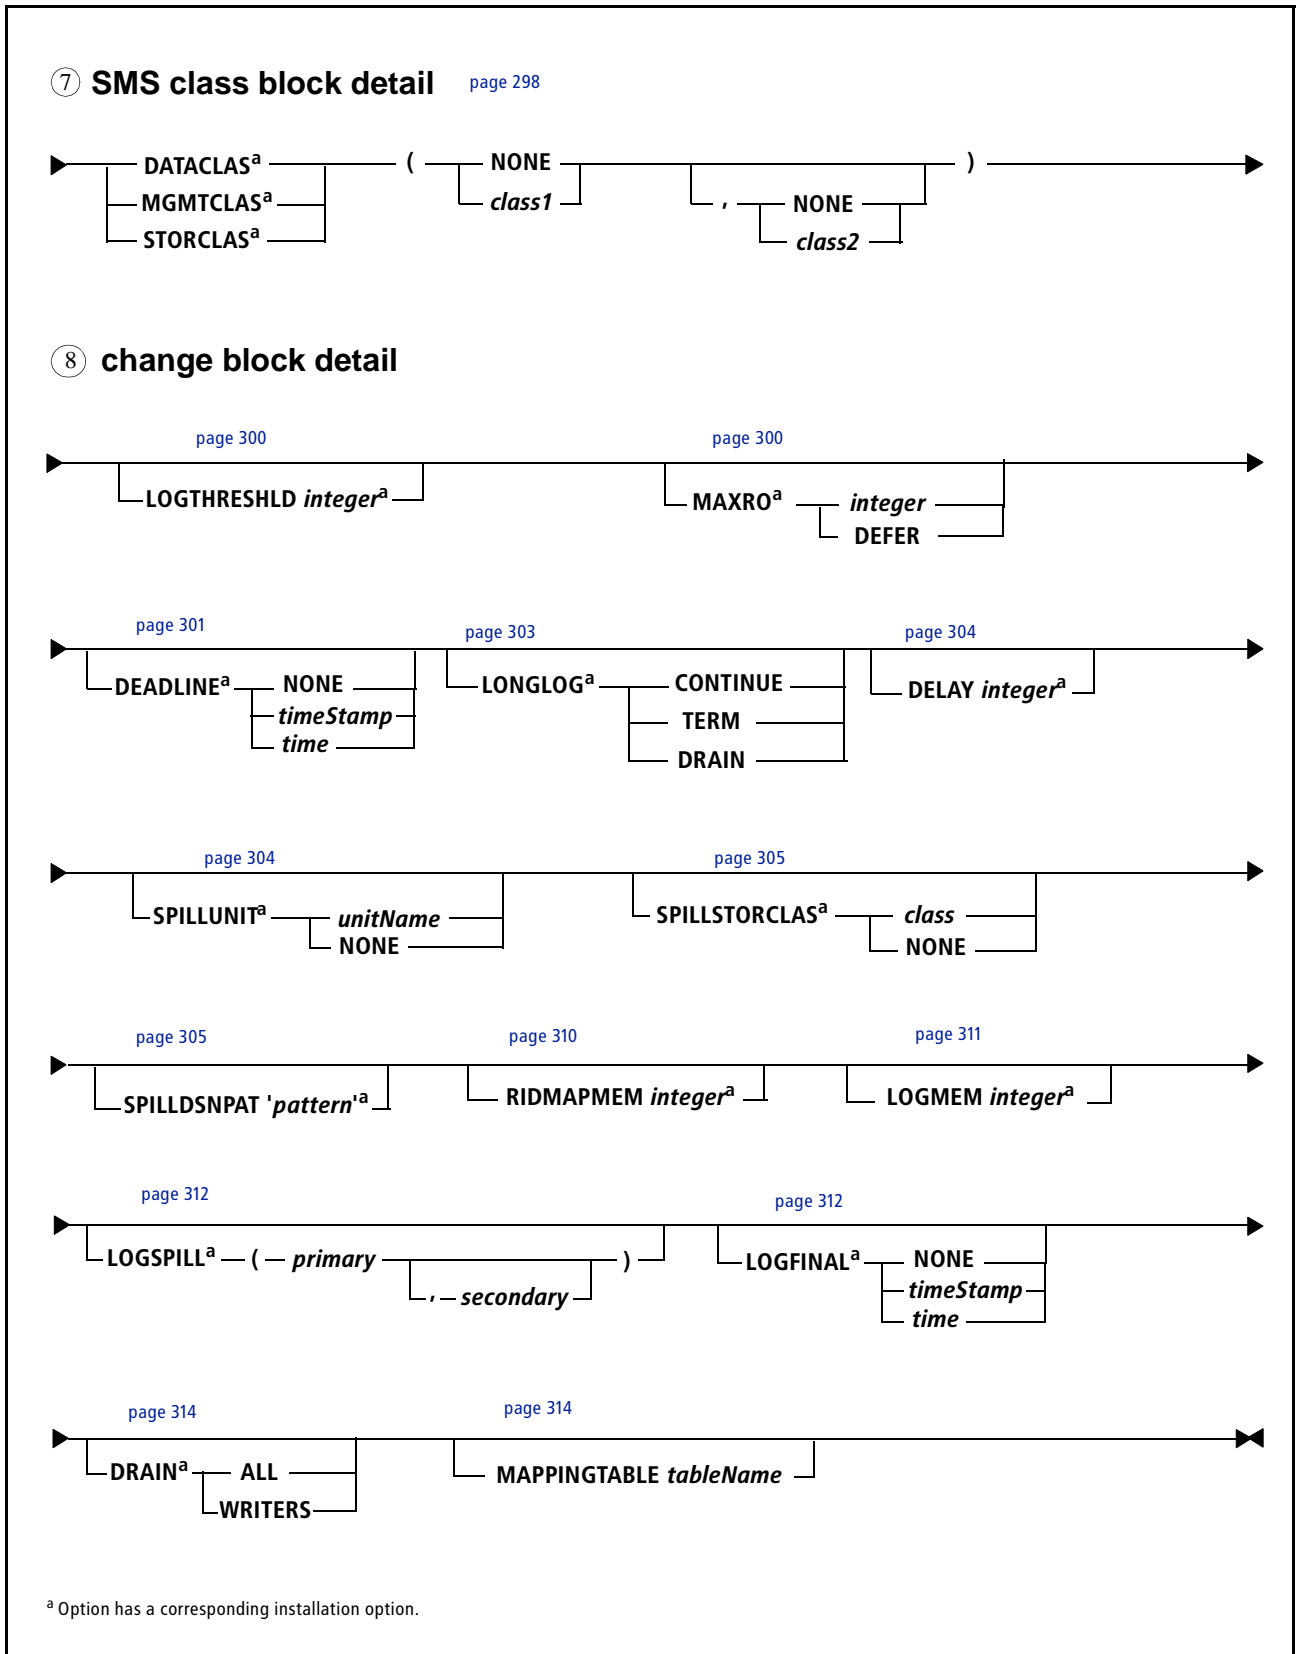 7 SMS class block detail page 298
DATACLASa ( NONE )
MGMTCLASa class1 , NONE
STORCLASa class2
8 change block detail
page 300 page 300
LOGTHRESHLD integera MAXROa integer
DEFER
page 301 page 303 page 304
DEADLINEa NONE LONGLOGa CONTINUE DELAY integera
timeStamp TERM
time DRAIN
page 304 page 305
SPILLUNITa unitName SPILLSTORCLASa class
NONE NONE
page 305 page 310 page 311
SPILLDSNPAT 'pattern'a RIDMAPMEM integera LOGMEM integera
page 312 page 312
LOGSPILLa ( primary ) LOGFINALa NONE
, secondary timeStamp
time
page 314 page 314
DRAINa ALL MAPPINGTABLE tableName
WRITERS
a Option has a corresponding installation option.